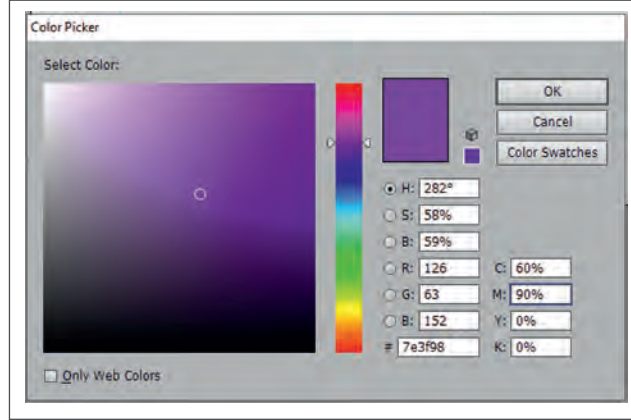 Color Picker
Select Color:
OK
Cancel
Color Swatches
H: 282°
S: 58%
B: 59%
R: 126 C: 60%
G: 63 M: 90%
B: 152 Y: 0%
# 7e3f98 K: 0%
Only Web Colors